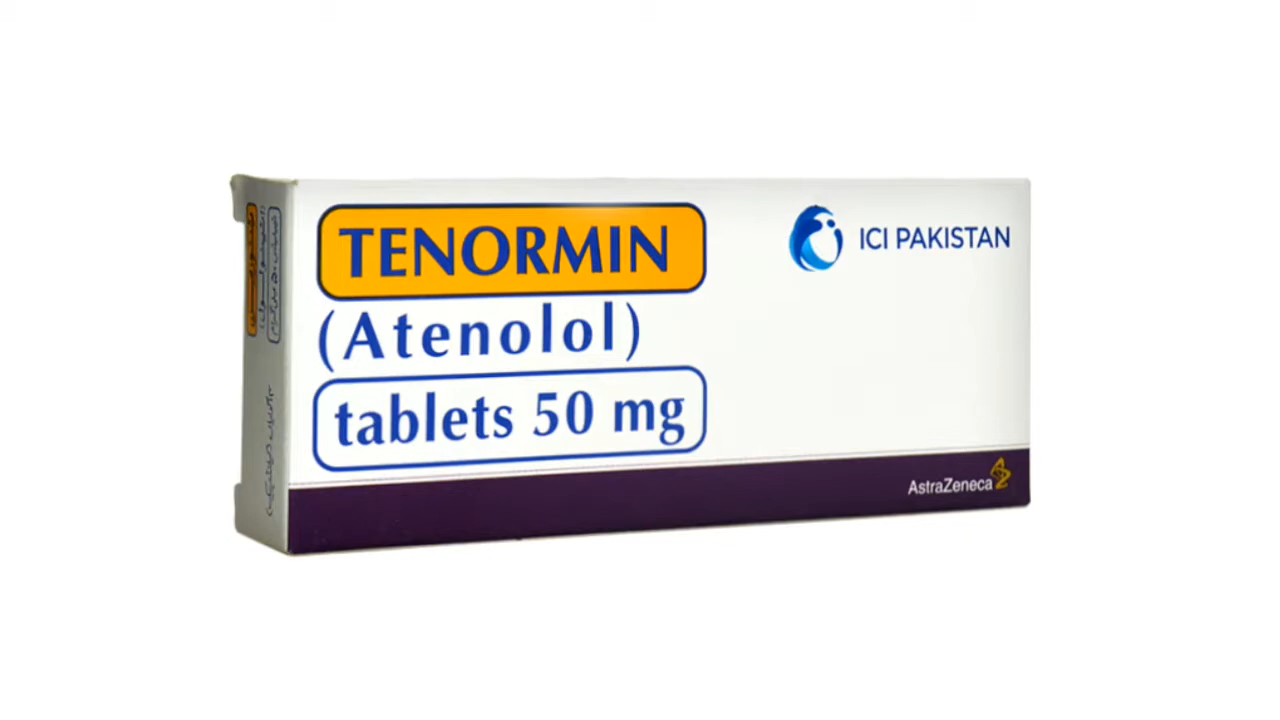 TENORMIN
(Atenolol)
tablets 50 mg
ICI PAKISTAN
AstraZeneca